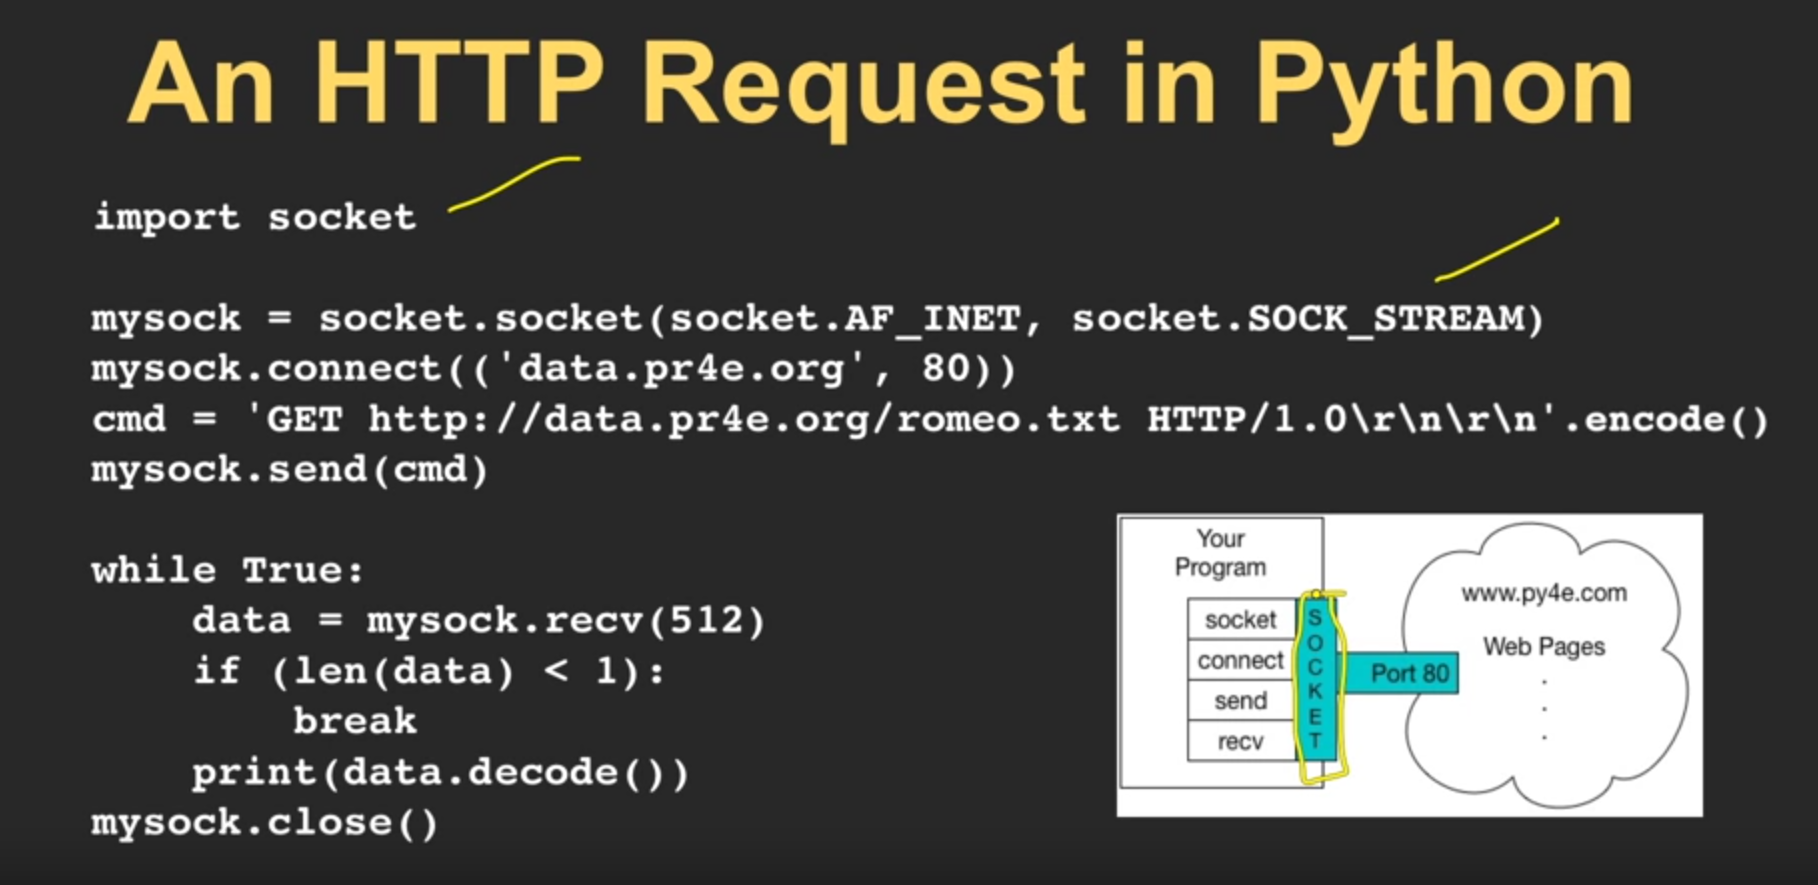 An HTTP Request in Python
import socket
mysock = socket.socket(socket.AF_INET, socket.SOCK_STREAM)
mysock.connect(('data.pr4e.org', 80))
cmd = 'GET http://data.pr4e.org/romeo.txt HTTP/1.0\r\n\r\n'.encode()
mysock.send(cmd)
while True:
    data = mysock.recv(512)
    if (len(data) < 1):
        break
    print(data.decode())
mysock.close()
Your
Program
socket
connect
send
recv
SOCKET
Port 80
www.py4e.com
Web Pages
.
.
.